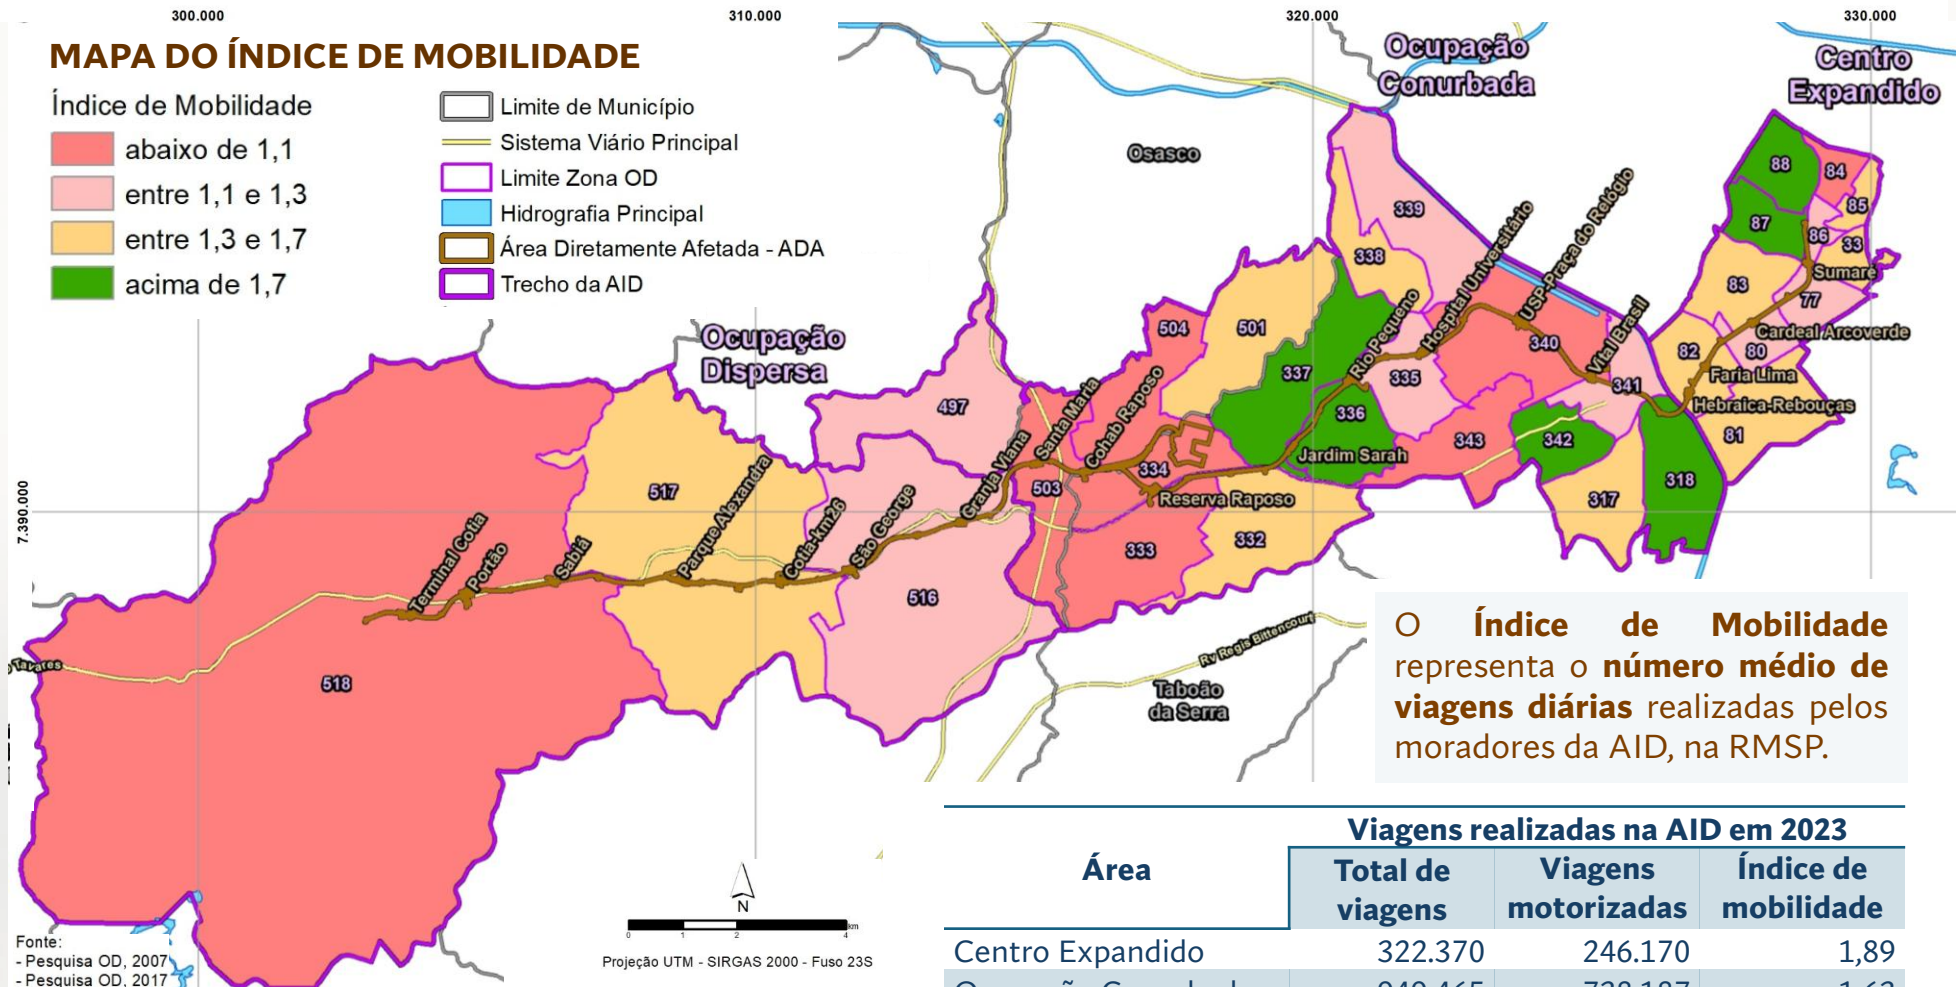 300.000
310.000
320.000
330.000
MAPA DO ÍNDICE DE MOBILIDADE
Índice de Mobilidade
abaixo de 1,1
entre 1,1 e 1,3
entre 1,3 e 1,7
acima de 1,7
Limite de Município
Sistema Viário Principal
Limite Zona OD
Hidrografia Principal
Área Diretamente Afetada - ADA
Trecho da AID
Ocupação
Conurbada
Centro
Expandido
Ocupação
Dispersa
Osasco
88
84
87
85
86
33
Sumaré
83
77
Cardeal Arcoverde
82
80
Faria Lima
Hebraica-Rebouças
81
339
338
Hospital Universitário
USP-Praça do Relógio
Vital Brasil
Rio Pequeno
504
501
337
335
340
341
336
343
342
Jardim Sarah
318
317
497
Santa Maria
Cohab Raposo
Granja Viana
334
503
Reserva Raposo
333
332
517
Parque Alexandra
Cotia-km26
São George
516
Terminal Cotia
Portão
Sabiá
518
7.390.000
Tavares
Rv Regis Bittencourt
Taboão
da Serra
O Índice de Mobilidade
representa o número médio de
viagens diárias realizadas pelos
moradores da AID, na RMSP.
N
0 1 2 4 km
Projeção UTM - SIRGAS 2000 - Fuso 23S
Fonte:
- Pesquisa OD, 2007
- Pesquisa OD, 2017
Viagens realizadas na AID em 2023
Área
Total de viagens
Viagens motorizadas
Índice de mobilidade
Centro Expandido 322.370 246.170 1,89